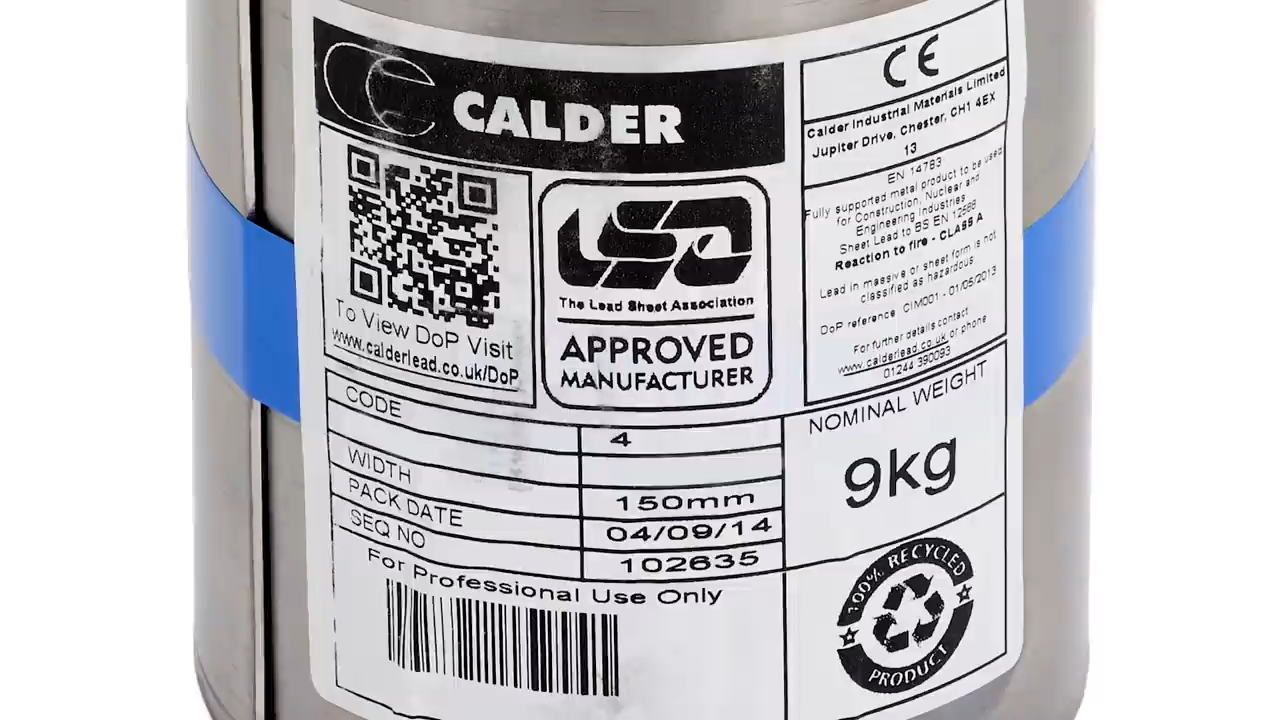 CALDER
To View DoP Visit
www.calderlead.co.uk/DoP
LSA
The Lead Sheet Association
APPROVED
MANUFACTURER
CE
Calder Industrial Materials Limited
Jupiter Drive, Chester, CH1 4EX
13
EN 14783
Fully supported metal product to be used
for Construction, Nuclear and
Engineering Industries
Sheet Lead to BS EN 12588
Reaction to fire - CLASS A
Lead in massive or sheet form is not
classified as hazardous
DoP reference CIM001 - 01/05/2013
For further details contact
www.calderlead.co.uk or phone
01244 390093
CODE 4
WIDTH 150mm
PACK DATE 04/09/14
SEQ NO 102635
NOMINAL WEIGHT
9kg
For Professional Use Only
100% RECYCLED
PRODUCT